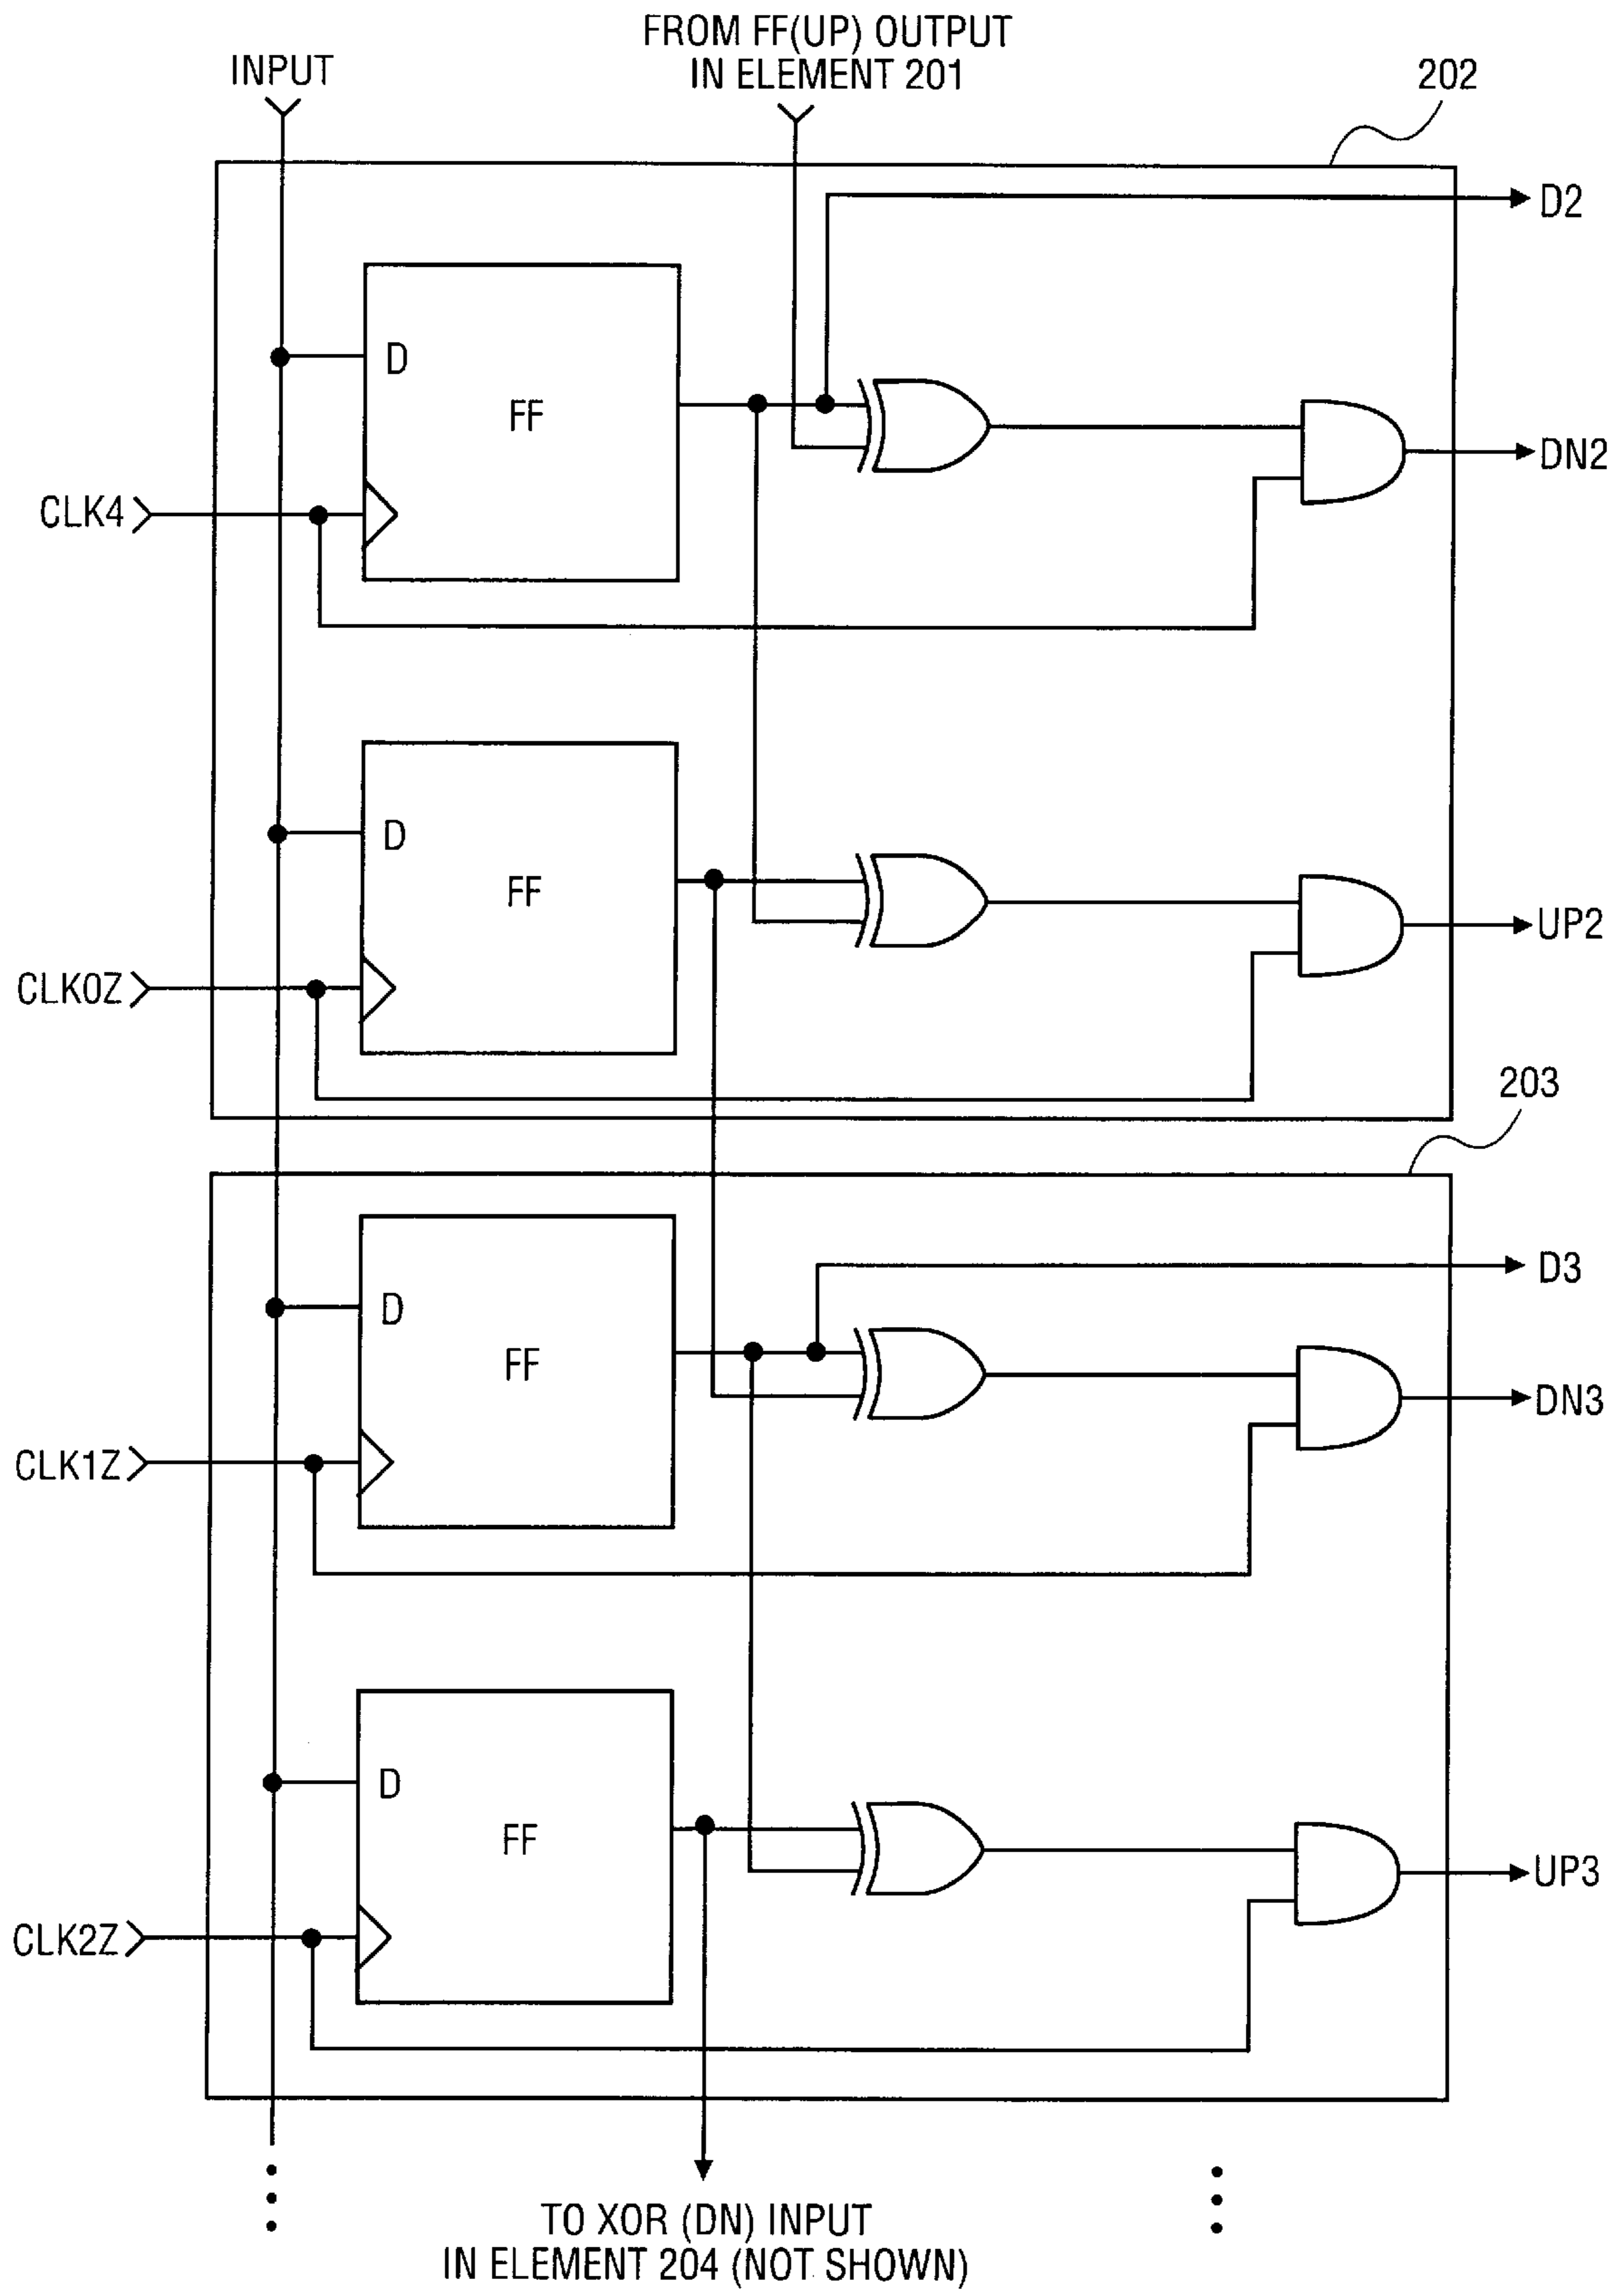 FROM FF(UP) OUTPUT
IN ELEMENT 201
INPUT
202
D2
D
FF
DN2
CLK4
D
FF
UP2
CLK0Z
203
D3
D
FF
DN3
CLK1Z
D
FF
UP3
CLK2Z
TO XOR (DN) INPUT
IN ELEMENT 204 (NOT SHOWN)